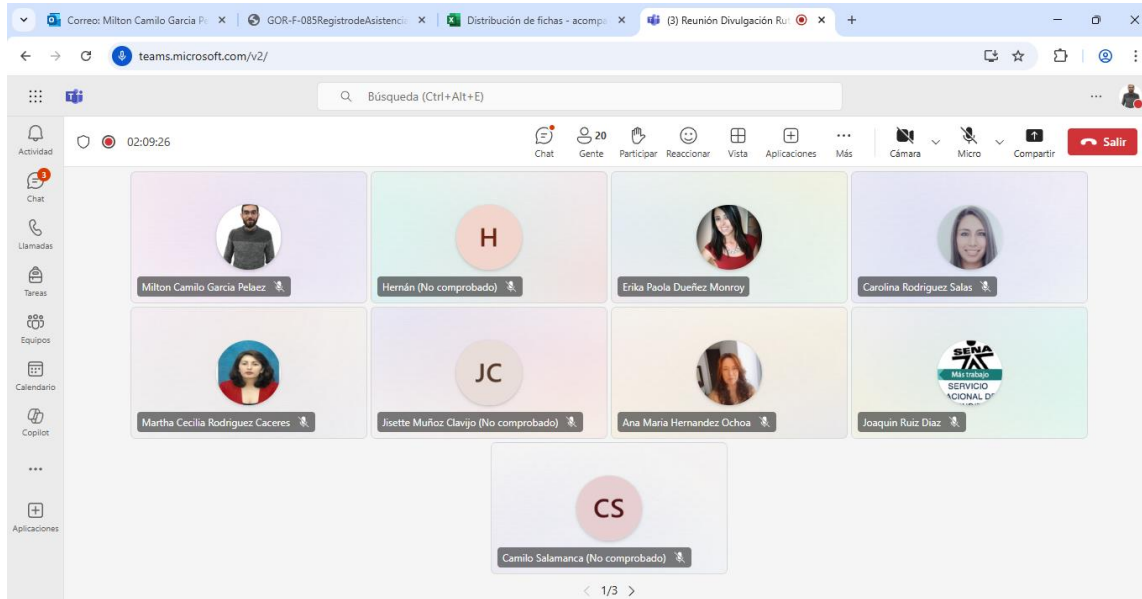 Correo: Milton Camilo Garcia Pe
GOR-F-085RegistrodeAsistencia
Distribución de fichas - acompa
(3) Reunión Divulgación Rut
teams.microsoft.com/v2/
Búsqueda (Ctrl+Alt+E)
02:09:26
20
Chat
Gente
Participar
Reaccionar
Vista
Aplicaciones
Más
Cámara
Micro
Compartir
Salir
Actividad
3
Chat
Llamadas
Tareas
Equipos
Calendario
Copilot
Aplicaciones
Milton Camilo Garcia Pelaez
H
Hernán (No comprobado)
Erika Paola Dueñez Monroy
Carolina Rodriguez Salas
Martha Cecilia Rodriguez Caceres
JC
Jisette Muñoz Clavijo (No comprobado)
Ana Maria Hernandez Ochoa
SENA
Más trabajo
SERVICIO
Joaquin Ruiz Diaz
CS
Camilo Salamanca (No comprobado)
1/3